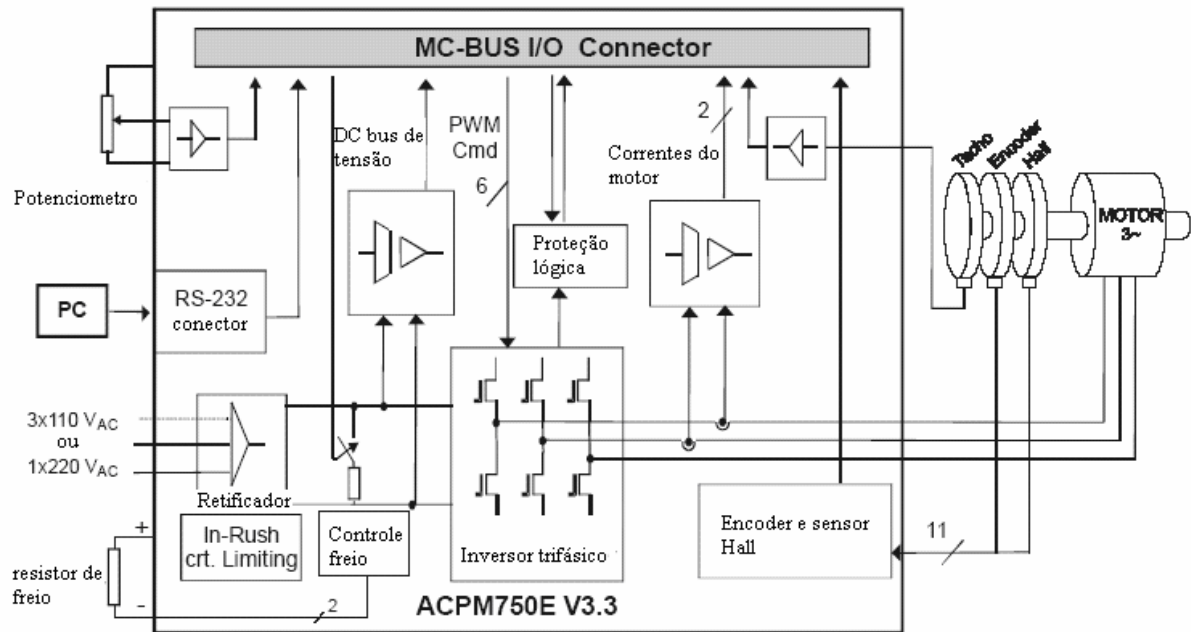 MC-BUS I/O Connector
DC bus de
tensão
PWM
Cmd
6
2
Correntes do
motor
Tacho
Encoder
Hall
MOTOR
3~
Potenciometro
Proteção
lógica
PC
RS-232
conector
3x110 VAC
ou
1x220 VAC
Retificador
In-Rush
crt. Limiting
Controle
freio
Inversor trifásico
Encoder e sensor
Hall
11
+
resistor de
freio
-
2
ACPM750E V3.3